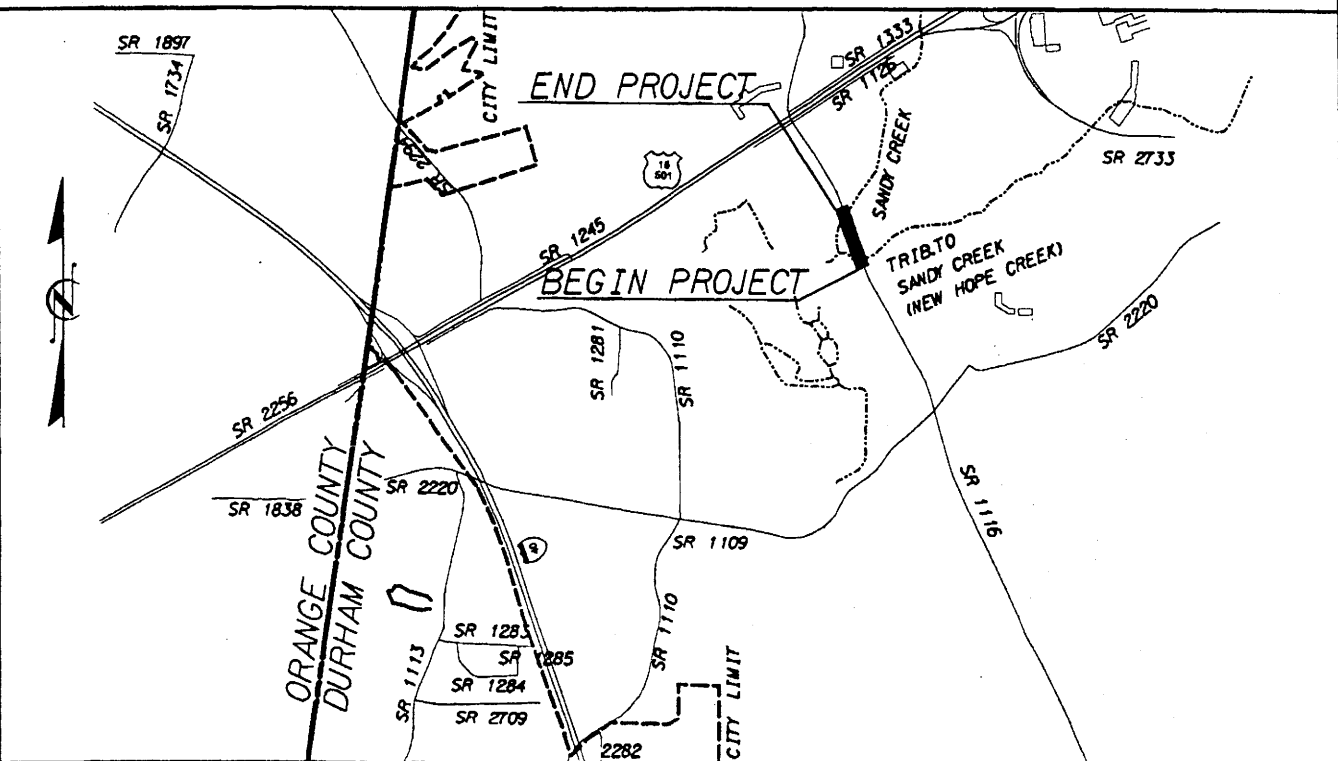 SR 1897
SR 1734
CITY LIMIT
END PROJECT
SR 1333
SR 1126
SANDY CREEK
SR 2733
15
501
SR 1245
BEGIN PROJECT
TRIB.TO
SANDY CREEK
(NEW HOPE CREEK)
SR 2220
SR 1281
SR 1110
SR 2256
ORANGE COUNTY
DURHAM COUNTY
SR 2220
SR 1838
SR 1116
SR 1109
SR 1110
SR 1113
SR 1285
SR 1284
SR 2709
CITY LIMIT
2282